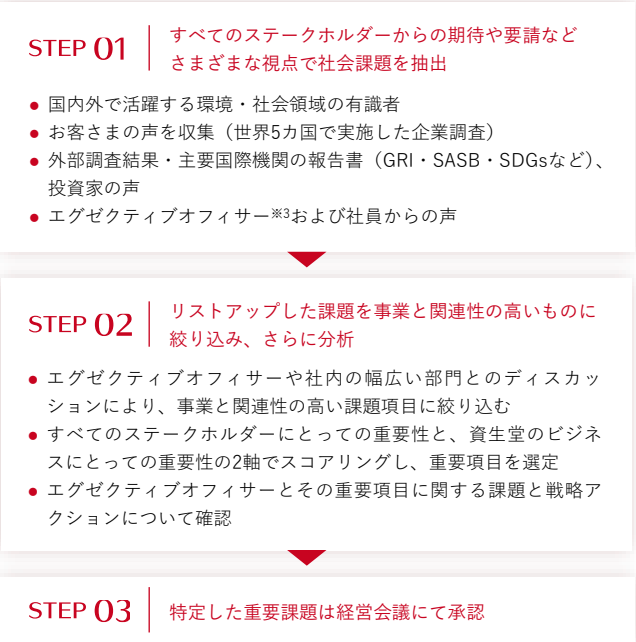 STEP 01
すべてのステークホルダーからの期待や要請など
さまざまな視点で社会課題を抽出
● 国内外で活躍する環境・社会領域の有識者
● お客さまの声を収集（世界5カ国で実施した企業調査）
● 外部調査結果・主要国際機関の報告書（GRI・SASB・SDGsなど）、
投資家の声
● エグゼクティブオフィサー※3および社員からの声
STEP 02
リストアップした課題を事業と関連性の高いものに
絞り込み、さらに分析
● エグゼクティブオフィサーや社内の幅広い部門とのディスカッ
ションにより、事業と関連性の高い課題項目に絞り込む
● すべてのステークホルダーにとっての重要性と、資生堂のビジネ
スにとっての重要性の2軸でスコアリングし、重要項目を選定
● エグゼクティブオフィサーとその重要項目に関する課題と戦略ア
クションについて確認
STEP 03
特定した重要課題は経営会議にて承認